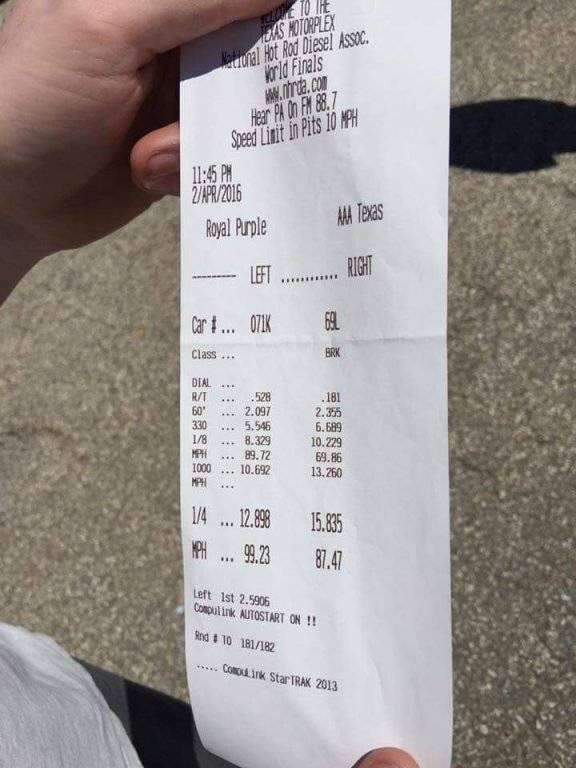 WELCOME TO THE
TEXAS MOTORPLEX
National Hot Rod Diesel Assoc.
World Finals
www.nhrda.com
Hear PA On FM 88.7
Speed Limit in Pits 10 MPH
11:45 PM
2/APR/2016
Royal Purple AAA Texas
--------- LEFT ............ RIGHT
Car # ... 071K 69L
Class ... BRK
DIAL ...
R/T ... .528 .181
60' ... 2.097 2.355
330 ... 5.546 6.689
1/8 ... 8.329 10.229
MPH ... 89.72 69.86
1000 ... 10.692 13.260
MPH ...
1/4 ... 12.898 15.835
MPH ... 99.23 87.47
Left 1st 2.5906
Compulink AUTOSTART ON !!
Rnd # TO 181/182
..... CompuLink StarTRAK 2013